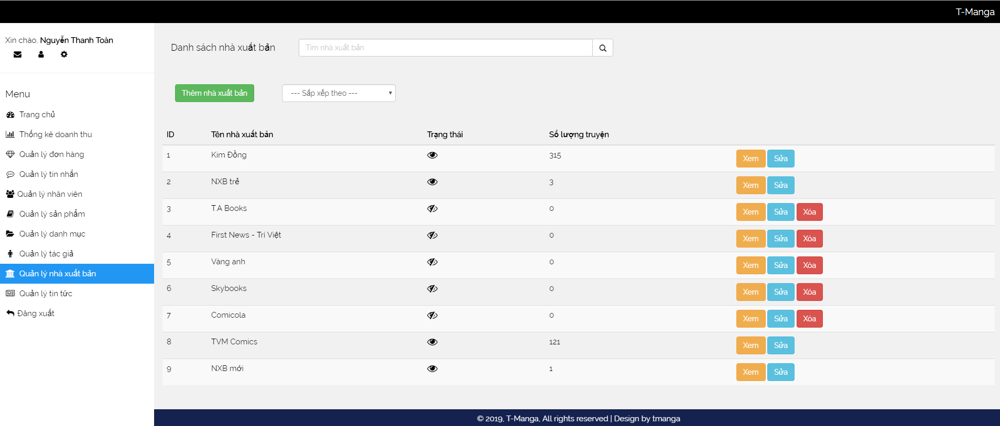 T-Manga
Xin chào, Nguyễn Thanh Toàn
Menu
Trang chủ
Thống kê doanh thu
Quản lý đơn hàng
Quản lý tin nhắn
Quản lý nhân viên
Quản lý sản phẩm
Quản lý danh mục
Quản lý tác giả
Quản lý nhà xuất bản
Quản lý tin tức
Đăng xuất
Danh sách nhà xuất bản
Tìm nhà xuất bản
Thêm nhà xuất bản
--- Sắp xếp theo ---
ID Tên nhà xuất bản Trạng thái Số lượng truyện
1 Kim Đồng 315 Xem Sửa
2 NXB trẻ 3 Xem Sửa
3 T.A Books 0 Xem Sửa Xóa
4 First News - Trí Việt 0 Xem Sửa Xóa
5 Vàng anh 0 Xem Sửa Xóa
6 Skybooks 0 Xem Sửa Xóa
7 Comicola 0 Xem Sửa Xóa
8 TVM Comics 121 Xem Sửa
9 NXB mới 1 Xem Sửa
© 2019, T-Manga, All rights reserved | Design by tmanga